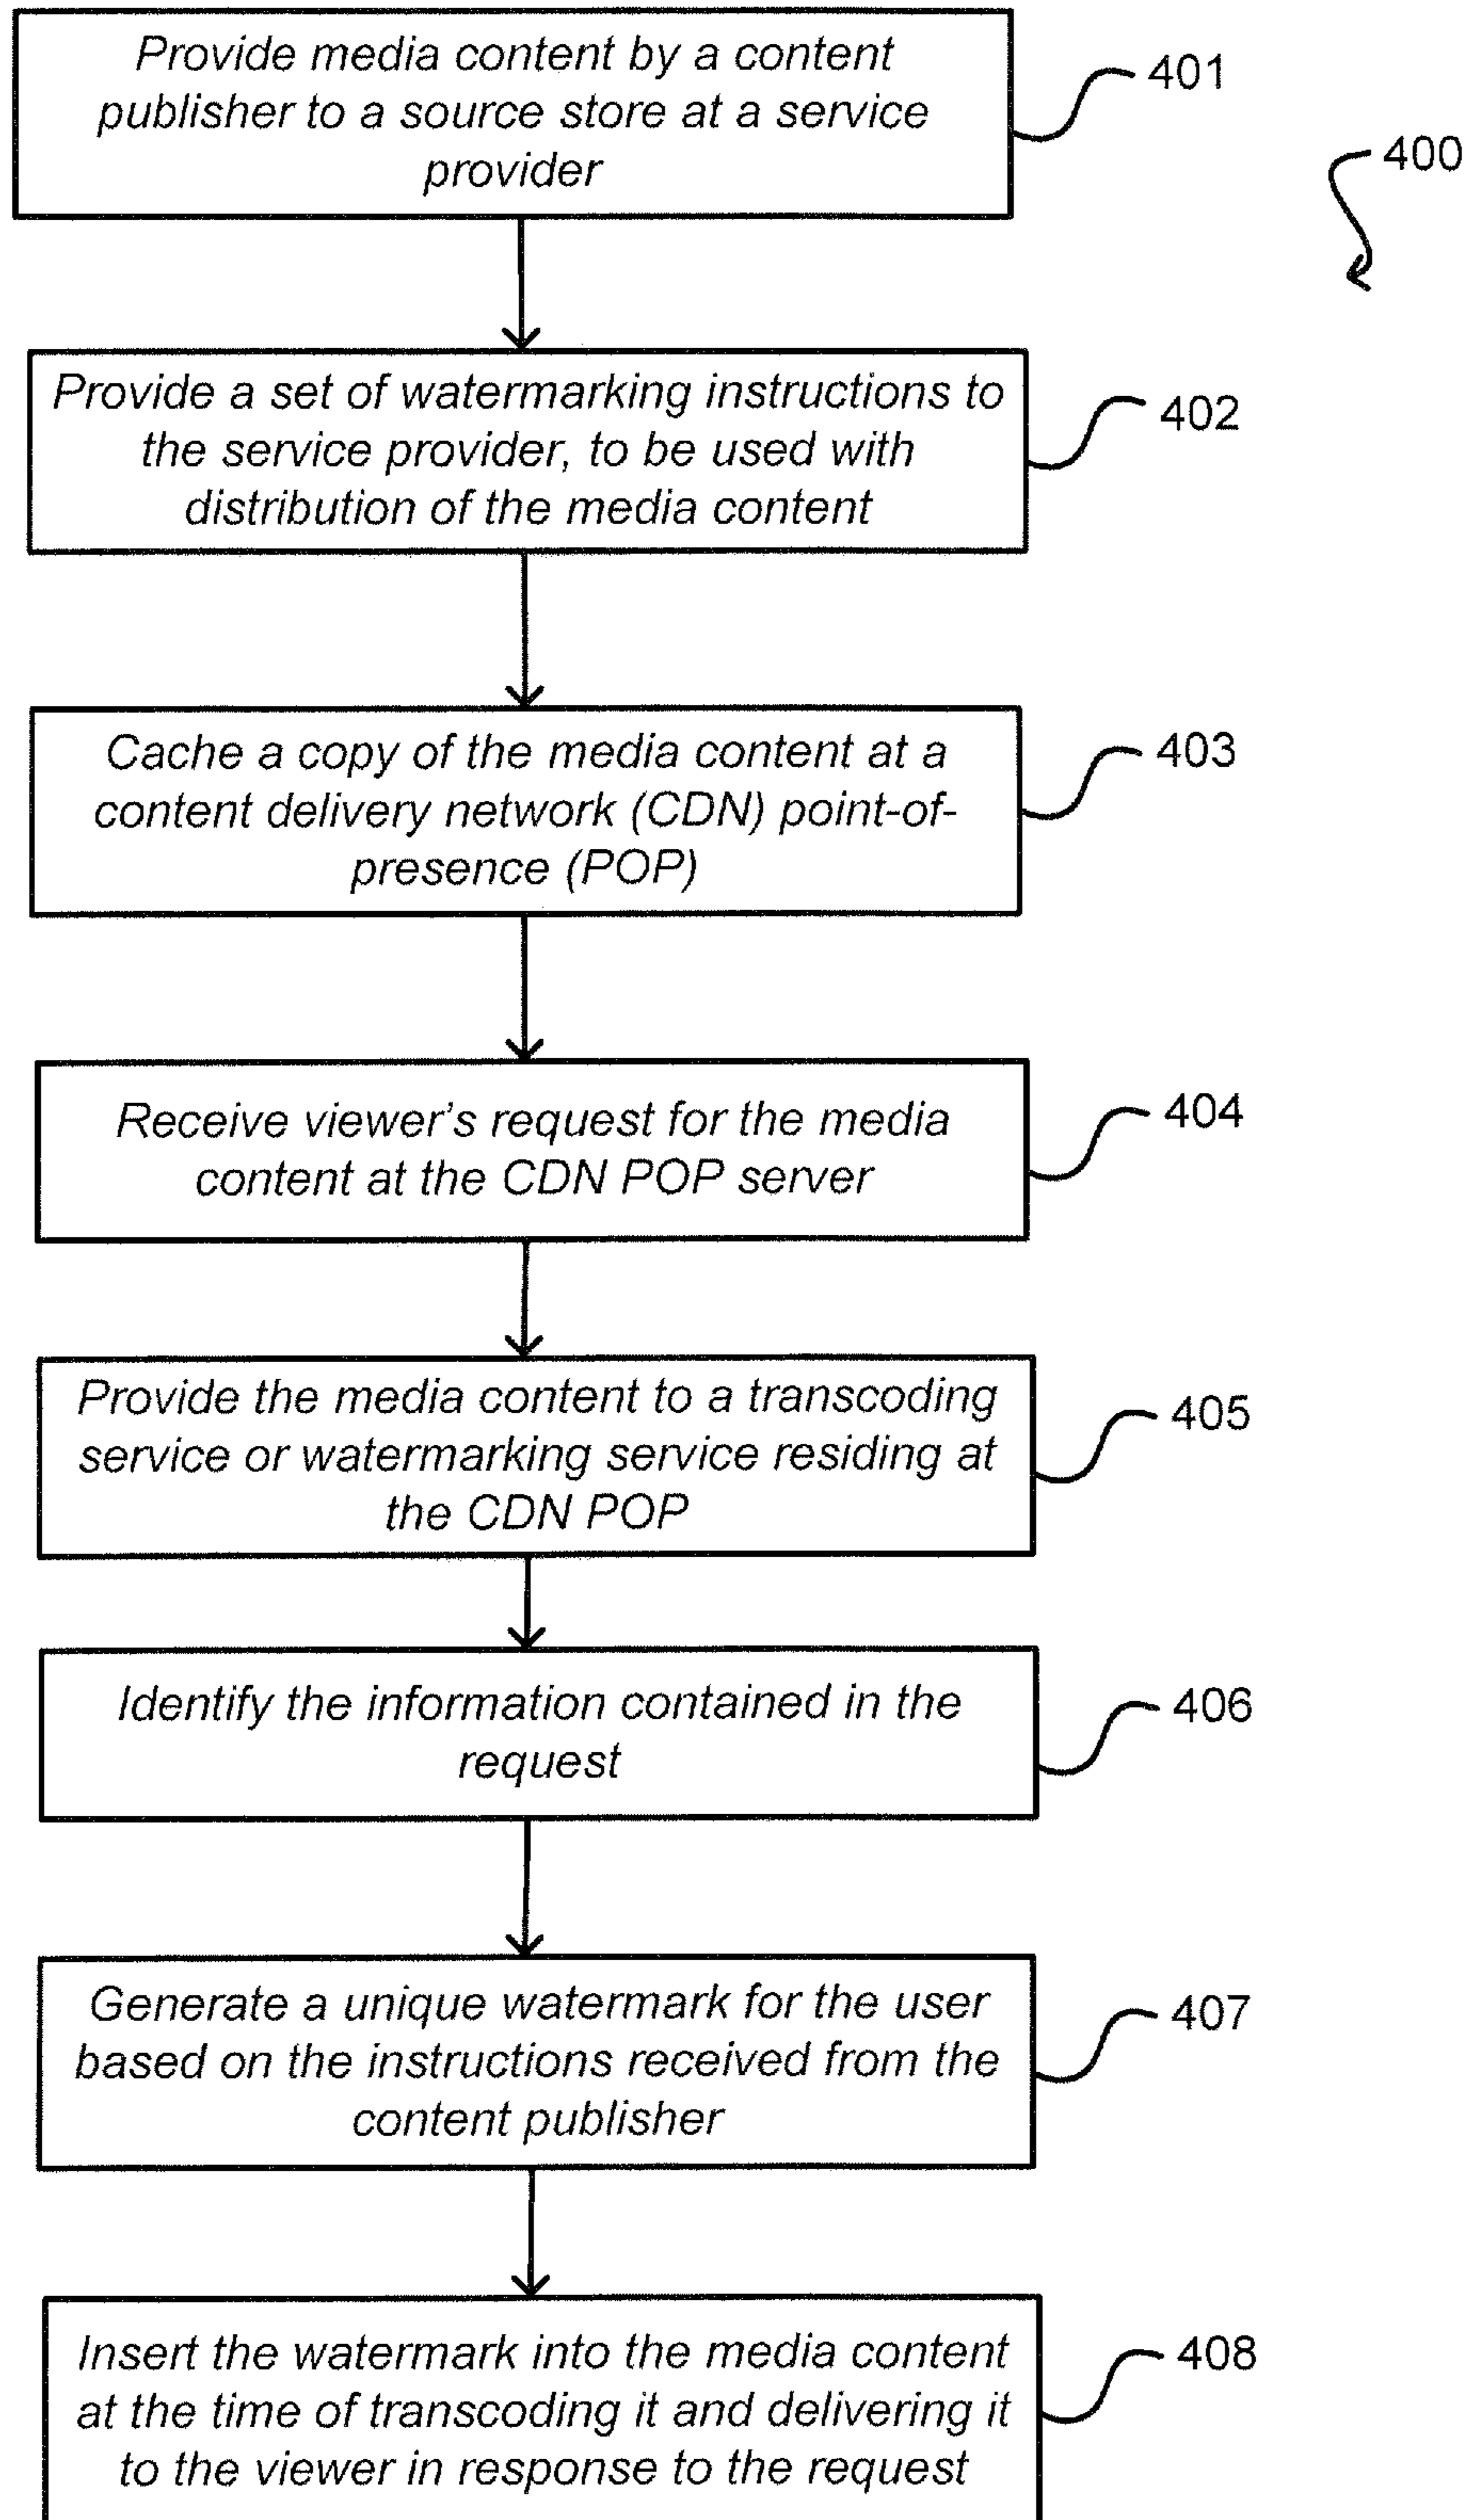 Provide media content by a content
publisher to a source store at a service
provider
401
400
Provide a set of watermarking instructions to
the service provider, to be used with
distribution of the media content
402
Cache a copy of the media content at a
content delivery network (CDN) point-of-
presence (POP)
403
Receive viewer's request for the media
content at the CDN POP server
404
Provide the media content to a transcoding
service or watermarking service residing at
the CDN POP
405
Identify the information contained in the
request
406
Generate a unique watermark for the user
based on the instructions received from the
content publisher
407
Insert the watermark into the media content
at the time of transcoding it and delivering it
to the viewer in response to the request
408